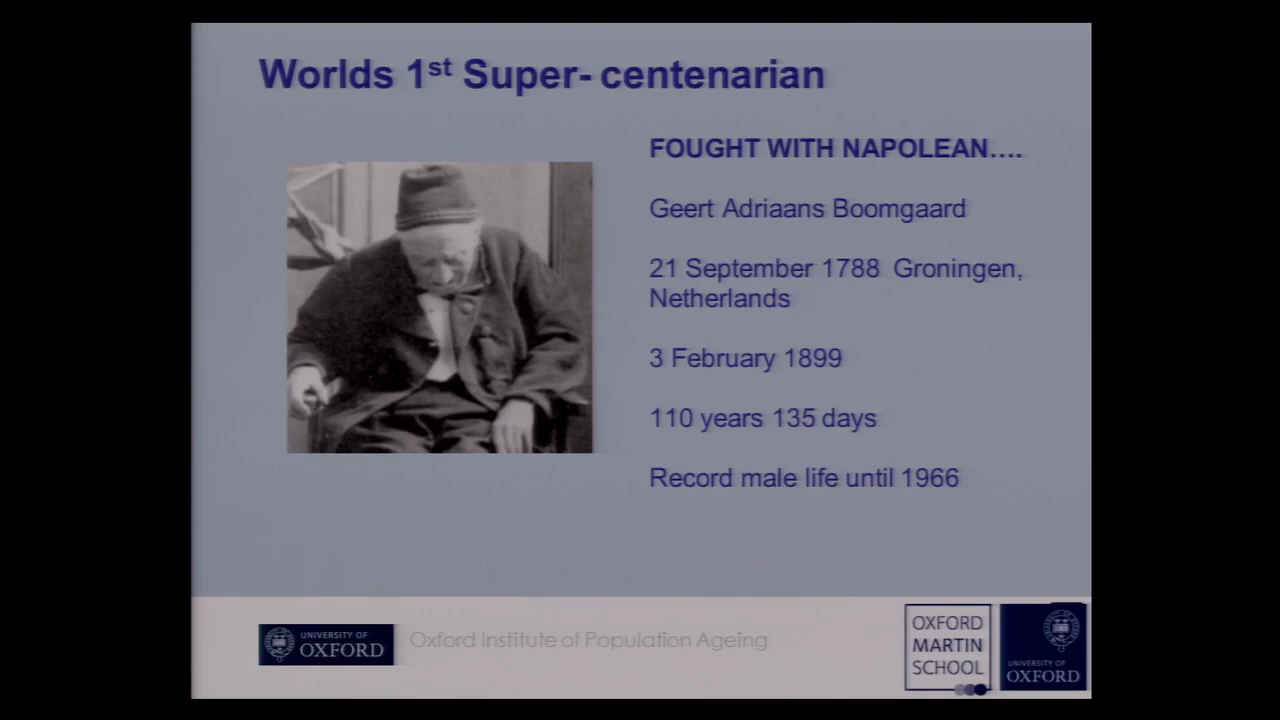 Worlds 1st Super- centenarian
FOUGHT WITH NAPOLEAN....
Geert Adriaans Boomgaard
21 September 1788 Groningen,
Netherlands
3 February 1899
110 years 135 days
Record male life until 1966
UNIVERSITY OF
OXFORD
Oxford Institute of Population Ageing
OXFORD
MARTIN
SCHOOL
UNIVERSITY OF
OXFORD